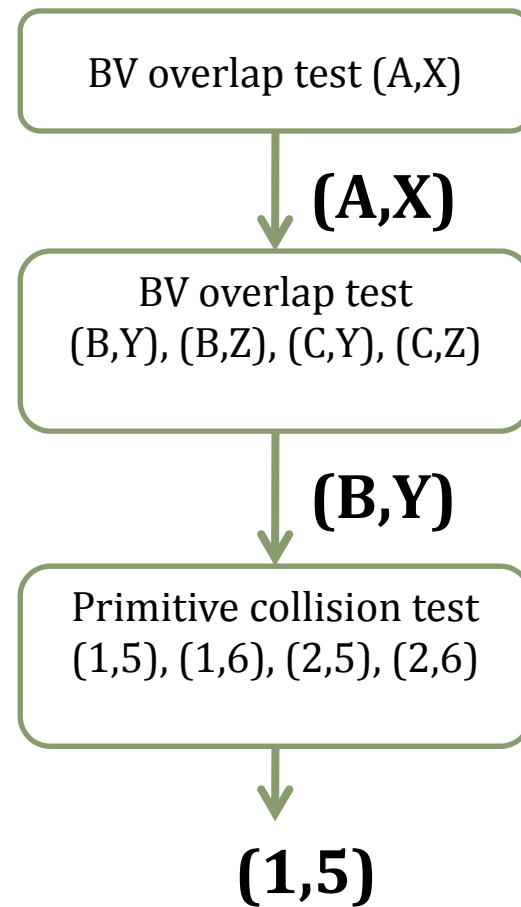 BV overlap test (A,X)
(A,X)
BV overlap test
(B,Y), (B,Z), (C,Y), (C,Z)
(B,Y)
Primitive collision test
(1,5), (1,6), (2,5), (2,6)
(1,5)